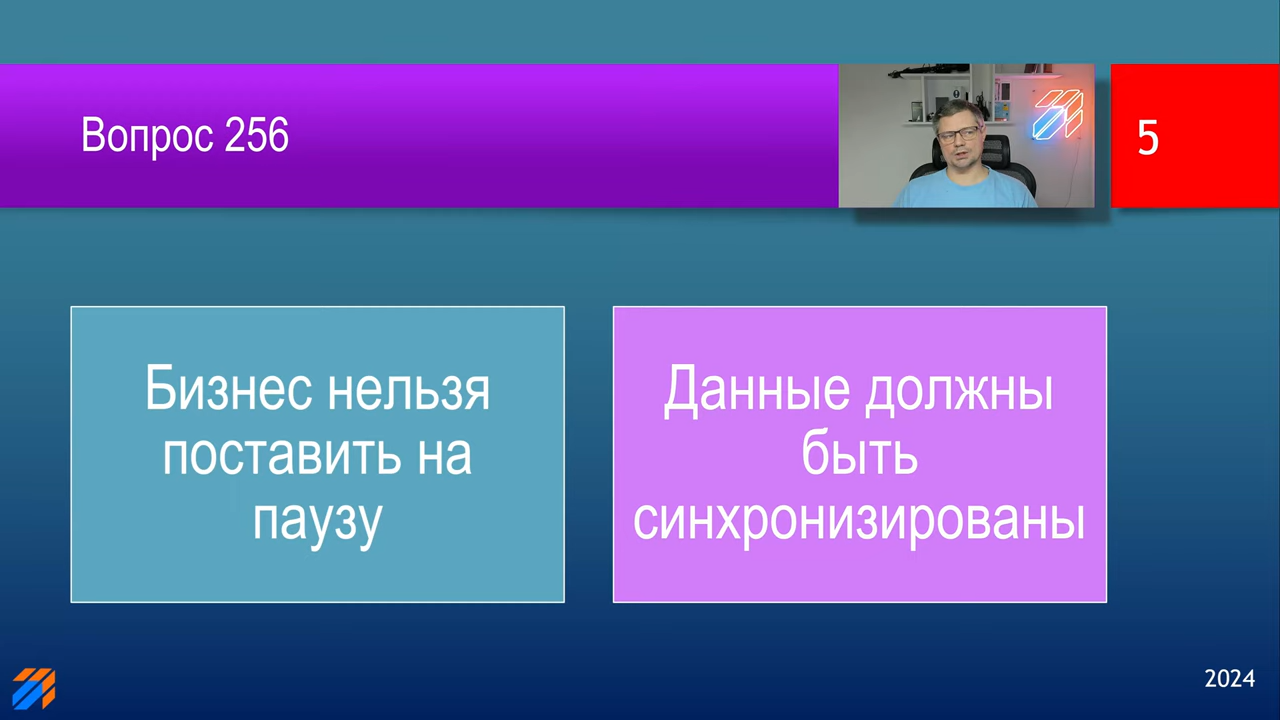 Вопрос 256
5
Бизнес нельзя
поставить на
паузу
Данные должны
быть
синхронизированы
2024